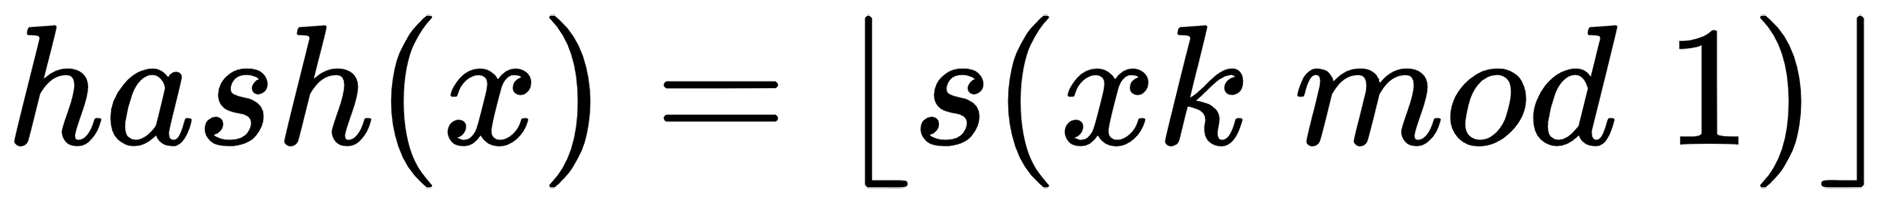 hash(x) = ⌊s(xk mod 1)⌋